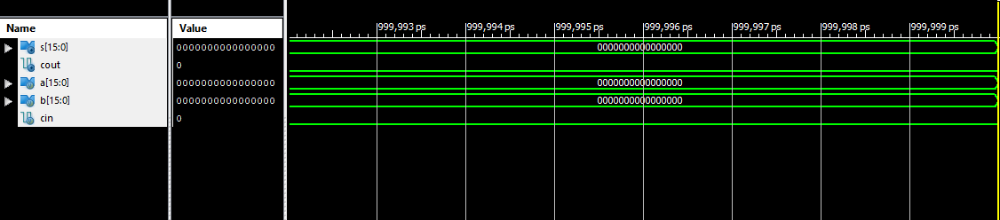 Name Value 999,993 ps 999,994 ps 999,995 ps 999,996 ps 999,997 ps 999,998 ps 999,999 ps
s[15:0] 0000000000000000 0000000000000000
cout 0
a[15:0] 0000000000000000 0000000000000000
b[15:0] 0000000000000000 0000000000000000
cin 0